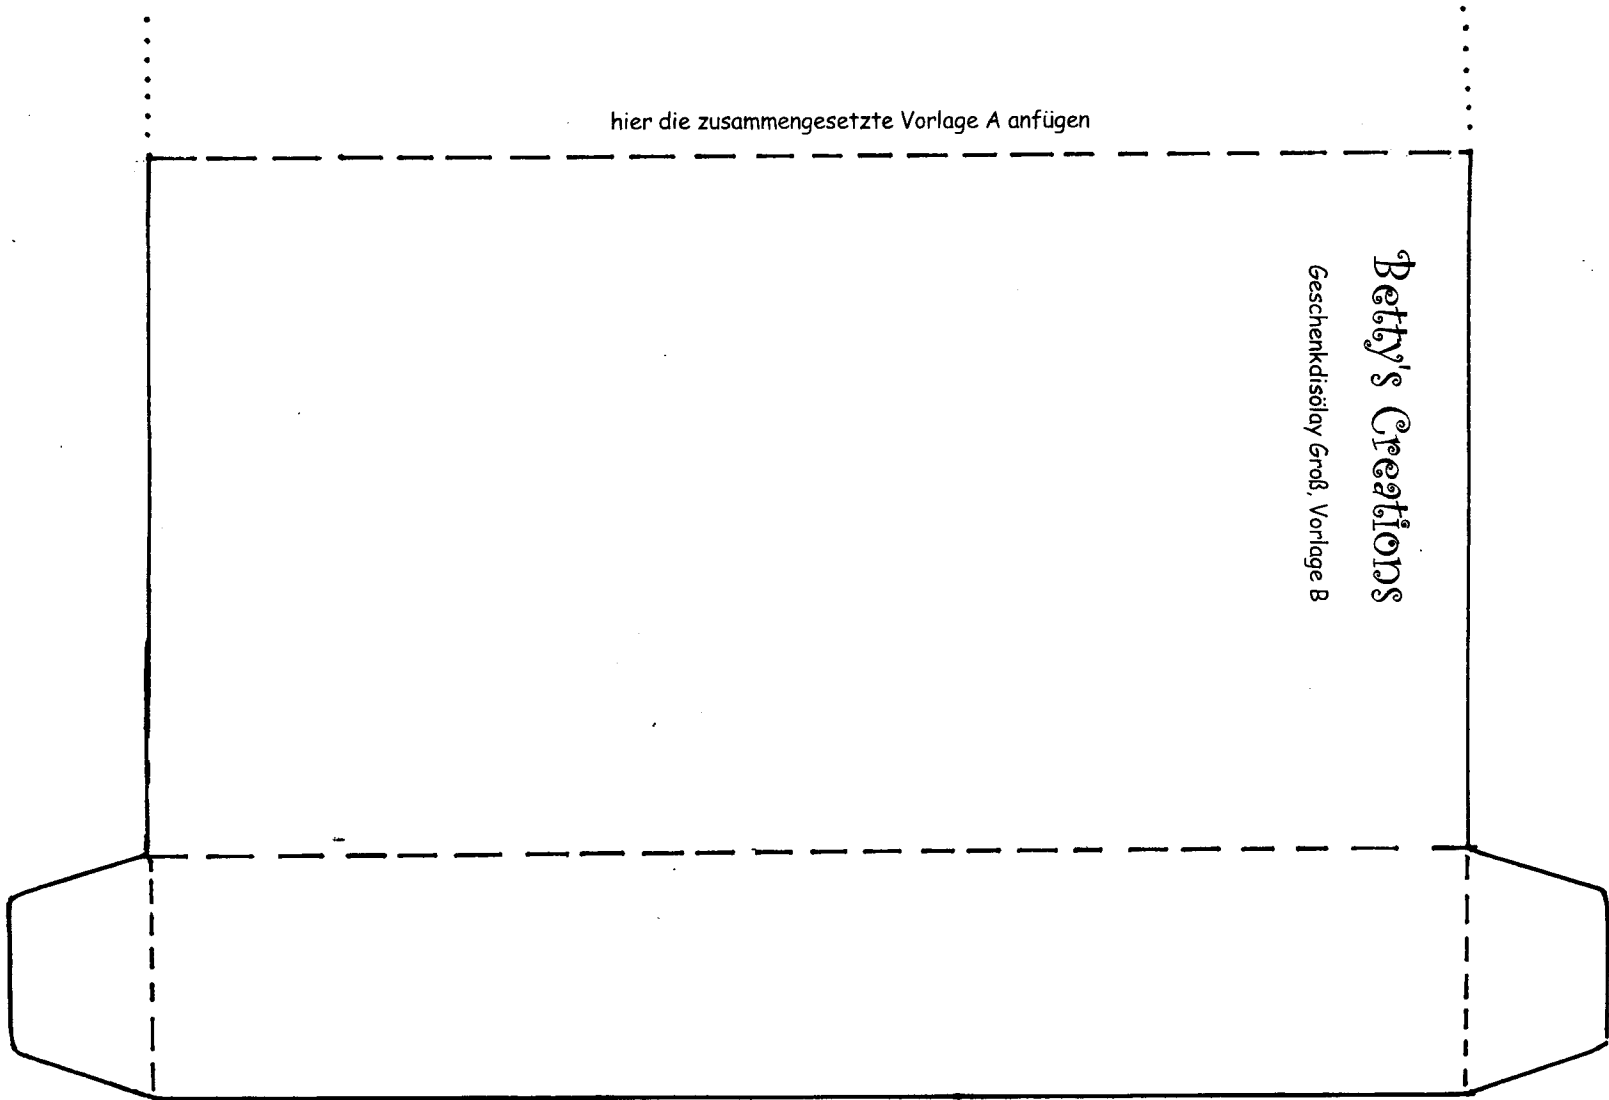 hier die zusammengesetzte Vorlage A anfügen
Betty's Creations
Geschenkdisölay Groß, Vorlage B